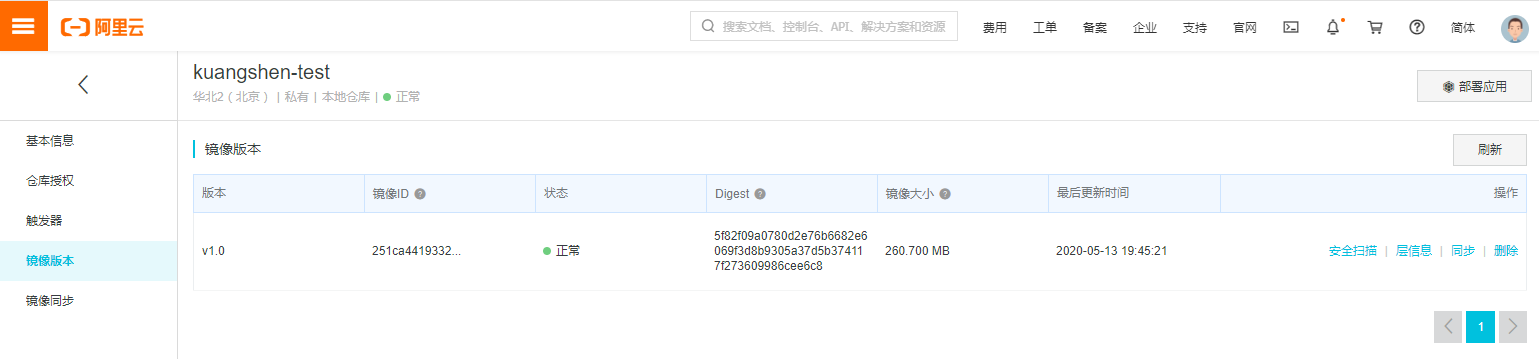 阿里云
搜索文档、控制台、API、解决方案和资源
费用 工单 备案 企业 支持 官网 简体
kuangshen-test
华北2（北京） | 私有 | 本地仓库 | 正常
部署应用
基本信息
仓库授权
触发器
镜像版本
镜像同步
镜像版本
刷新
版本 镜像ID 状态 Digest 镜像大小 最后更新时间 操作
v1.0 251ca4419332... 正常 5f82f09a0780d2e76b6682e6
069f3d8b9305a37d5b37411
7f273609986cee6c8
260.700 MB 2020-05-13 19:45:21 安全扫描 | 层信息 | 同步 | 删除
1